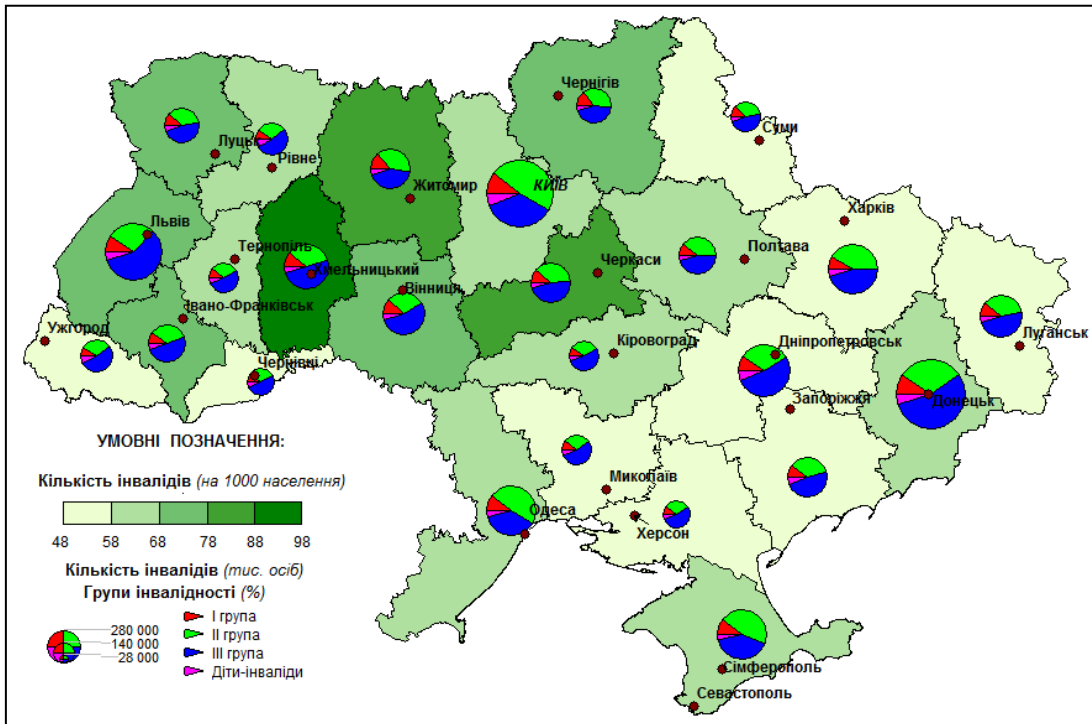 Чернігів
Суми
Луцьк
Рівне
КИЇВ
Житомир
Харків
Львів
Тернопіль
Черкаси
Полтава
Хмельницький
Вінниця
Івано-Франківськ
Ужгород
Луганськ
Кіровоград
Дніпропетровськ
Чернівці
Запоріжжя
Донецьк
УМОВНІ ПОЗНАЧЕННЯ:
Кількість інвалідів (на 1000 населення)
48 58 68 78 88 98
Миколаїв
Одеса
Херсон
Кількість інвалідів (тис. осіб)
Групи інвалідності (%)
280 000
140 000
28 000
І група
ІІ група
ІІІ група
Діти-інваліди
Сімферополь
Севастополь